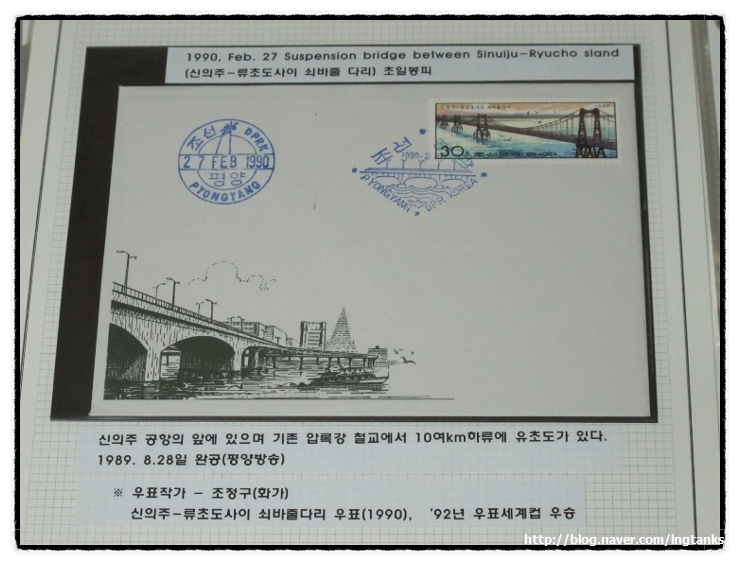 1990, Feb. 27 Suspension bridge between Sinuiju-Ryucho sland
(신의주-류초도사이 쇠바줄 다리) 초일봉피
조선 DPRK
27 FEB 1990
평양
PYONGYANG
조선
1990. 2.
PYONGYANG DPR KOREA
30
신의주 공항의 앞에 있으며 기존 압록강 철교에서 10여km하류에 유초도가 있다.
1989. 8.28일 완공(평양방송)
※ 우표작가 - 조정구(화가)
신의주-류초도사이 쇠바줄다리 우표(1990), '92년 우표세계컵 우승
http://blog.naver.com/lngtanks